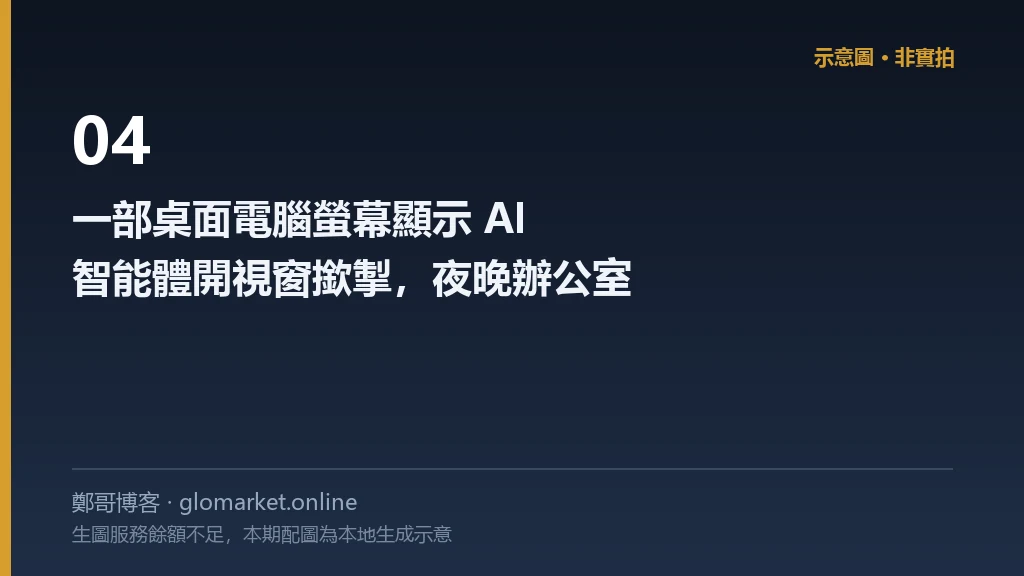 示意圖・非實拍
04
一部桌面電腦螢幕顯示 AI
智能體開視窗撳掣，夜晚辦公室
鄭哥博客 · glomarket.online
生圖服務餘額不足，本期配圖為本地生成示意